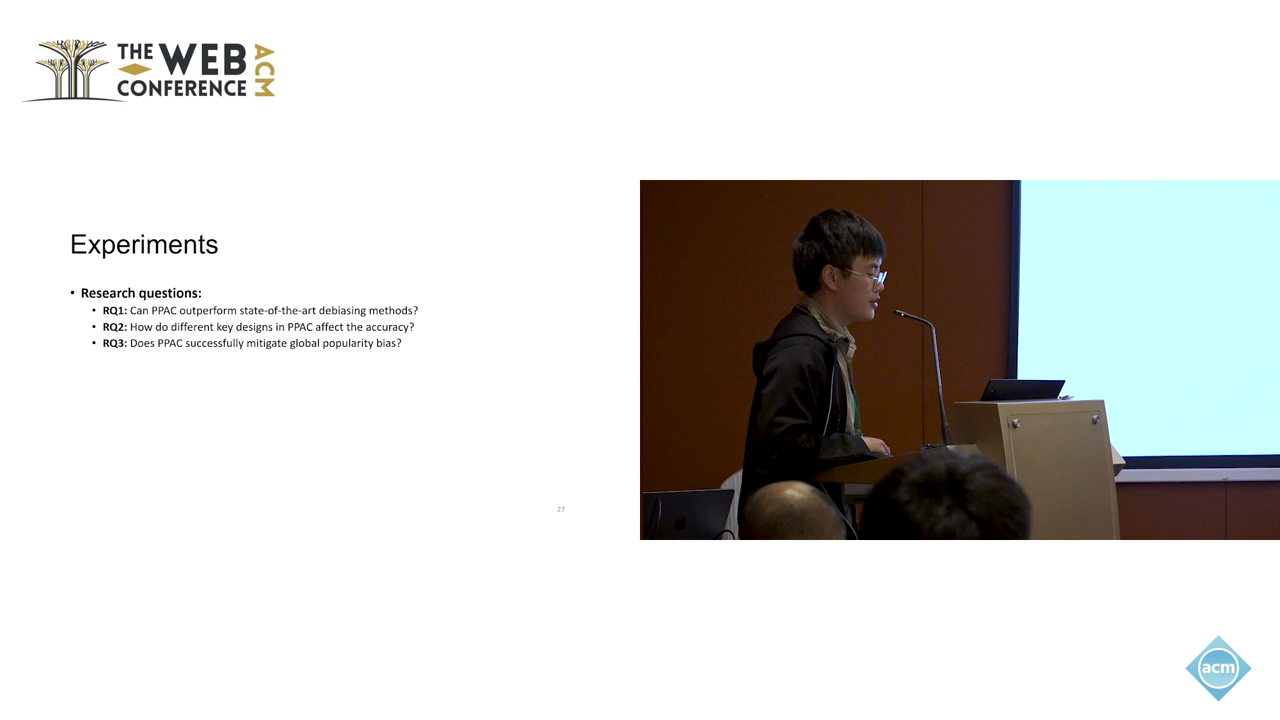 THE WEB
CONFERENCE
ACM
Experiments
• Research questions:
• RQ1: Can PPAC outperform state-of-the-art debiasing methods?
• RQ2: How do different key designs in PPAC affect the accuracy?
• RQ3: Does PPAC successfully mitigate global popularity bias?
27
acm